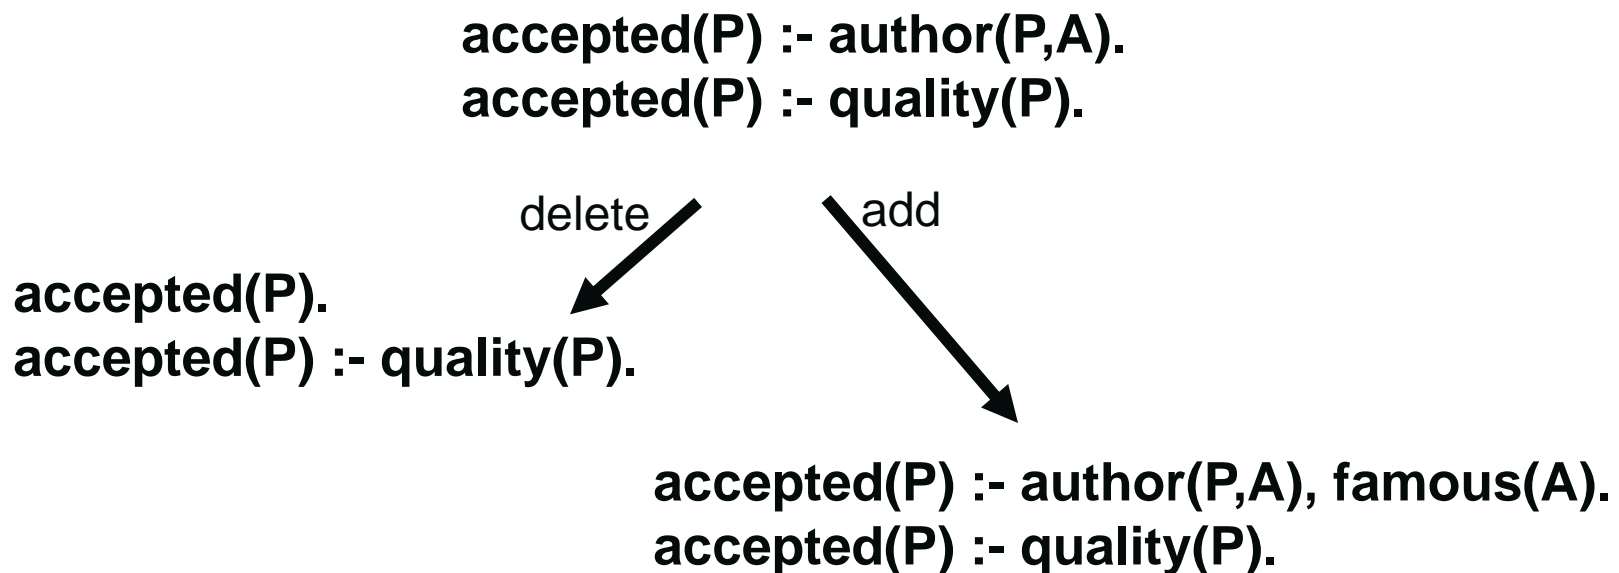 accepted(P) :- author(P,A).
accepted(P) :- quality(P).
delete
add
accepted(P).
accepted(P) :- quality(P).
accepted(P) :- author(P,A), famous(A).
accepted(P) :- quality(P).